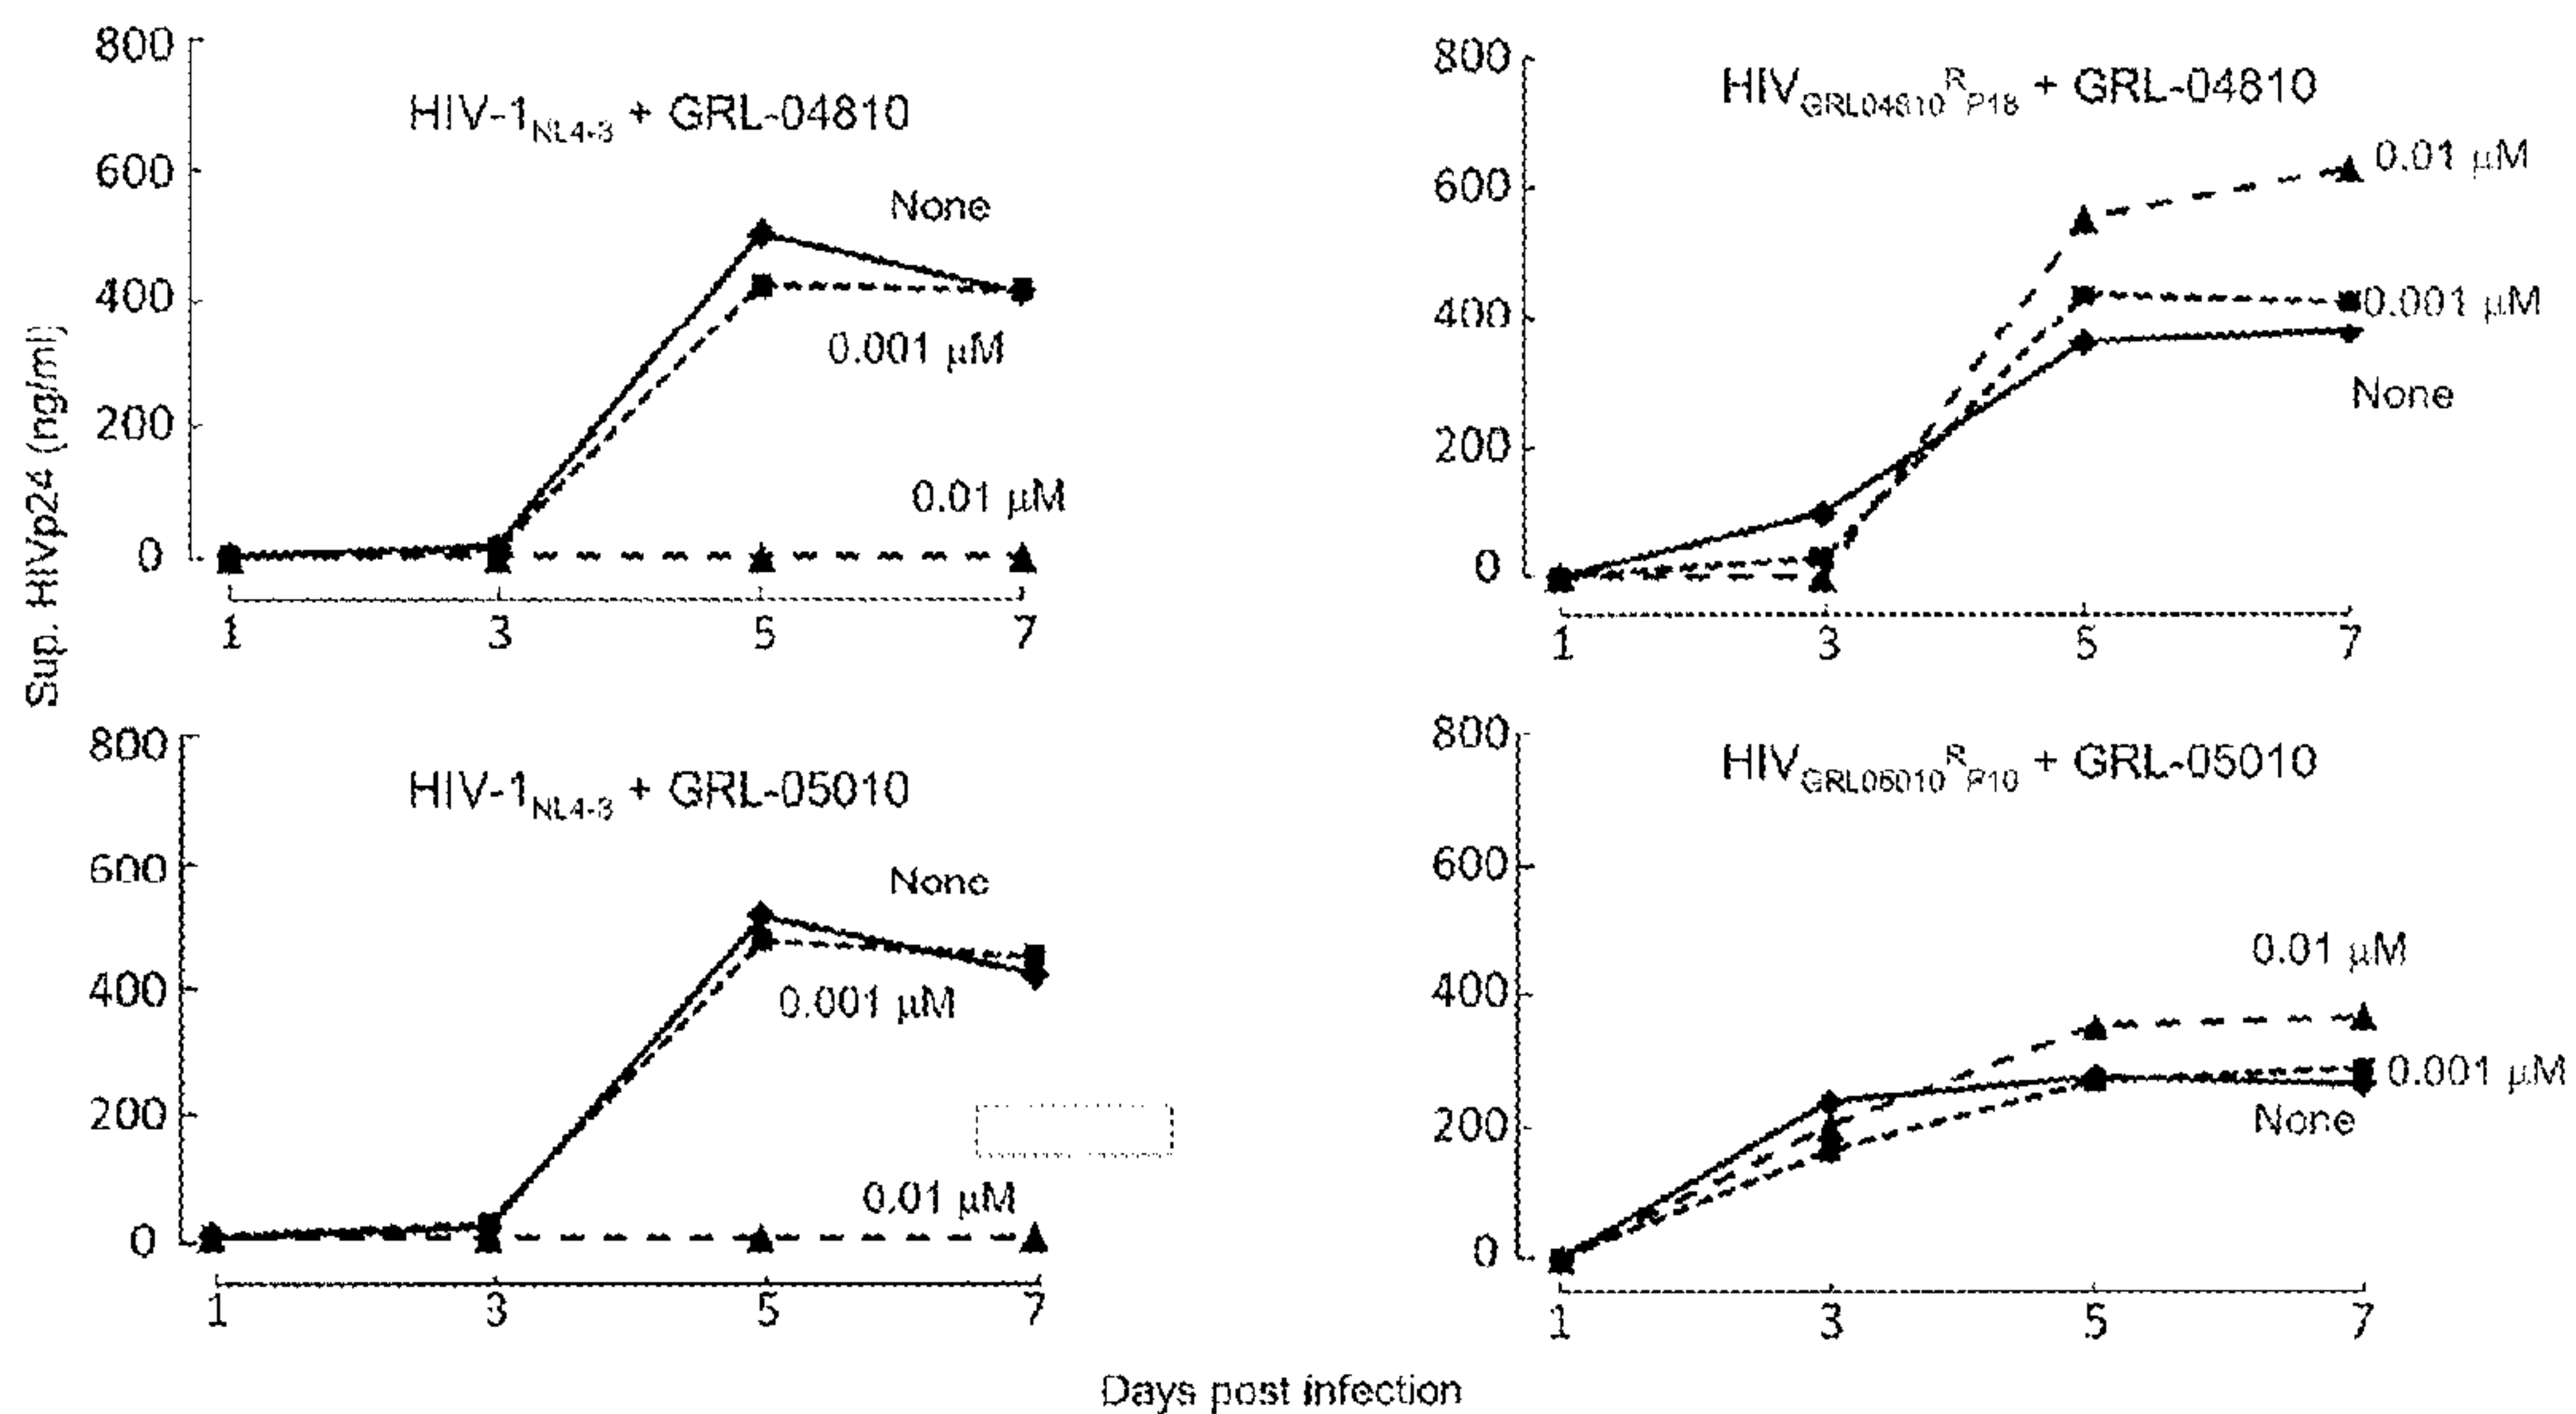 Sup. HIVp24 (ng/ml)
HIV-1NL4-3 + GRL-04810
800
600
400
200
0
None
0.001 μM
0.01 μM
1 3 5 7
HIVGRL04810RP18 + GRL-04810
800
600
400
200
0
0.01 μM
0.001 μM
None
1 3 5 7
HIV-1NL4-3 + GRL-05010
800
600
400
200
0
None
0.001 μM
0.01 μM
1 3 5 7
HIVGRL05010RP10 + GRL-05010
800
600
400
200
0
0.01 μM
0.001 μM
None
1 3 5 7
Days post infection